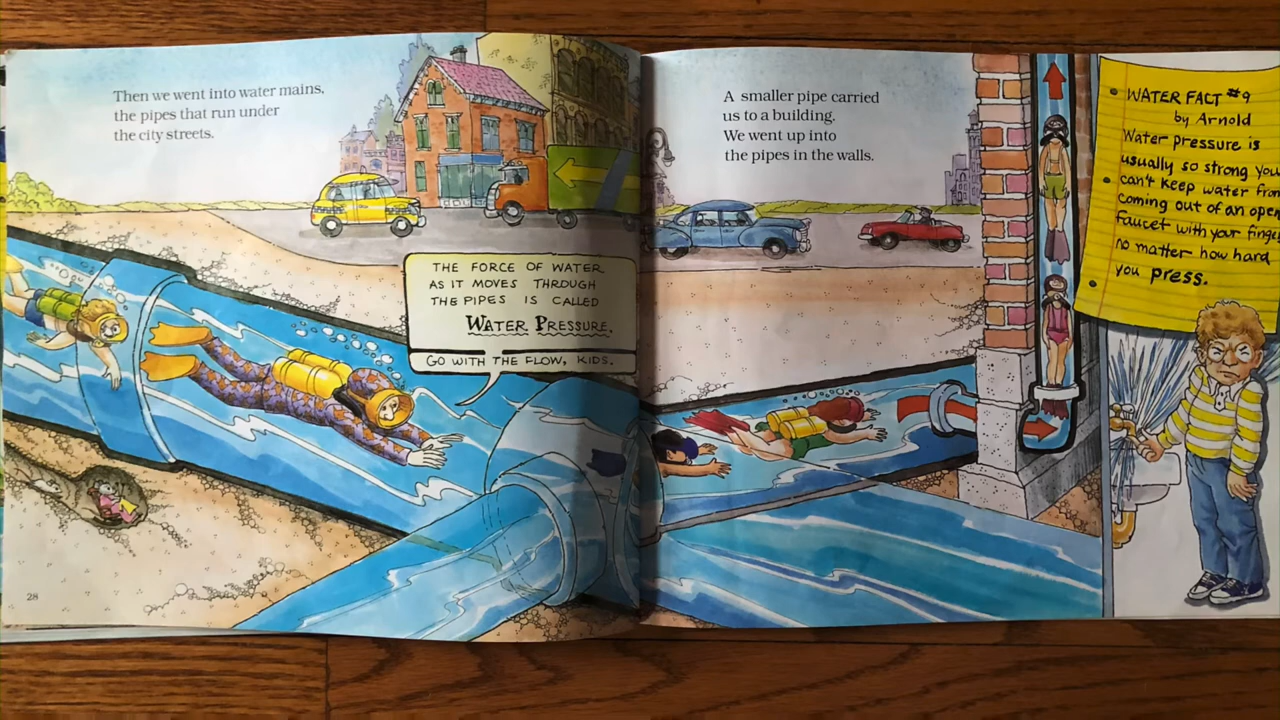 Then we went into water mains,
the pipes that run under
the city streets.
THE FORCE OF WATER
AS IT MOVES THROUGH
THE PIPES IS CALLED
WATER PRESSURE.
GO WITH THE FLOW, KIDS.
28
A smaller pipe carried
us to a building.
We went up into
the pipes in the walls.
WATER FACT #9
by Arnold
Water pressure is
usually so strong you
can't keep water from
coming out of an open
faucet with your finger
no matter how hard
you press.